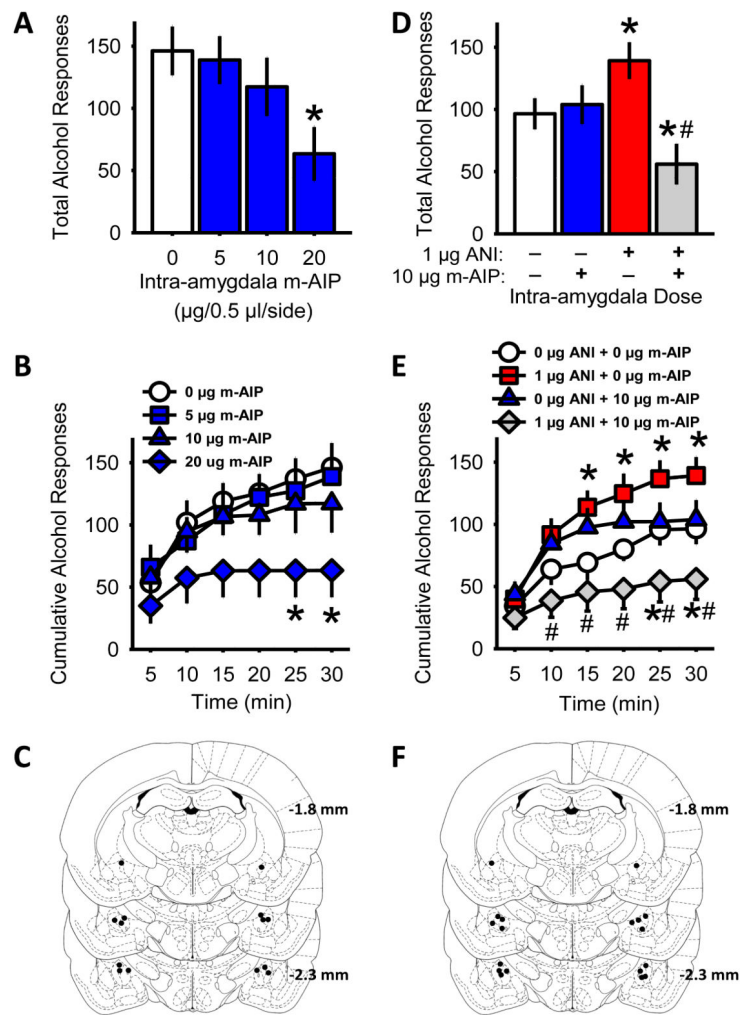 A
Total Alcohol Responses
150
100
50
0
*
0 5 10 20
Intra-amygdala m-AIP
(µg/0.5 µl/side)
D
Total Alcohol Responses
150
100
50
0
*
*#
1 µg ANI: – – + +
10 µg m-AIP: – + – +
Intra-amygdala Dose
B
0 µg m-AIP
5 µg m-AIP
10 µg m-AIP
20 ug m-AIP
Cumulative Alcohol Responses
150
100
50
0
* *
5 10 15 20 25 30
Time (min)
E
0 µg ANI + 0 µg m-AIP
1 µg ANI + 0 µg m-AIP
0 µg ANI + 10 µg m-AIP
1 µg ANI + 10 µg m-AIP
Cumulative Alcohol Responses
150
100
50
0
* * * *
# # # *# *#
5 10 15 20 25 30
Time (min)
C
-1.8 mm
-2.3 mm
F
-1.8 mm
-2.3 mm